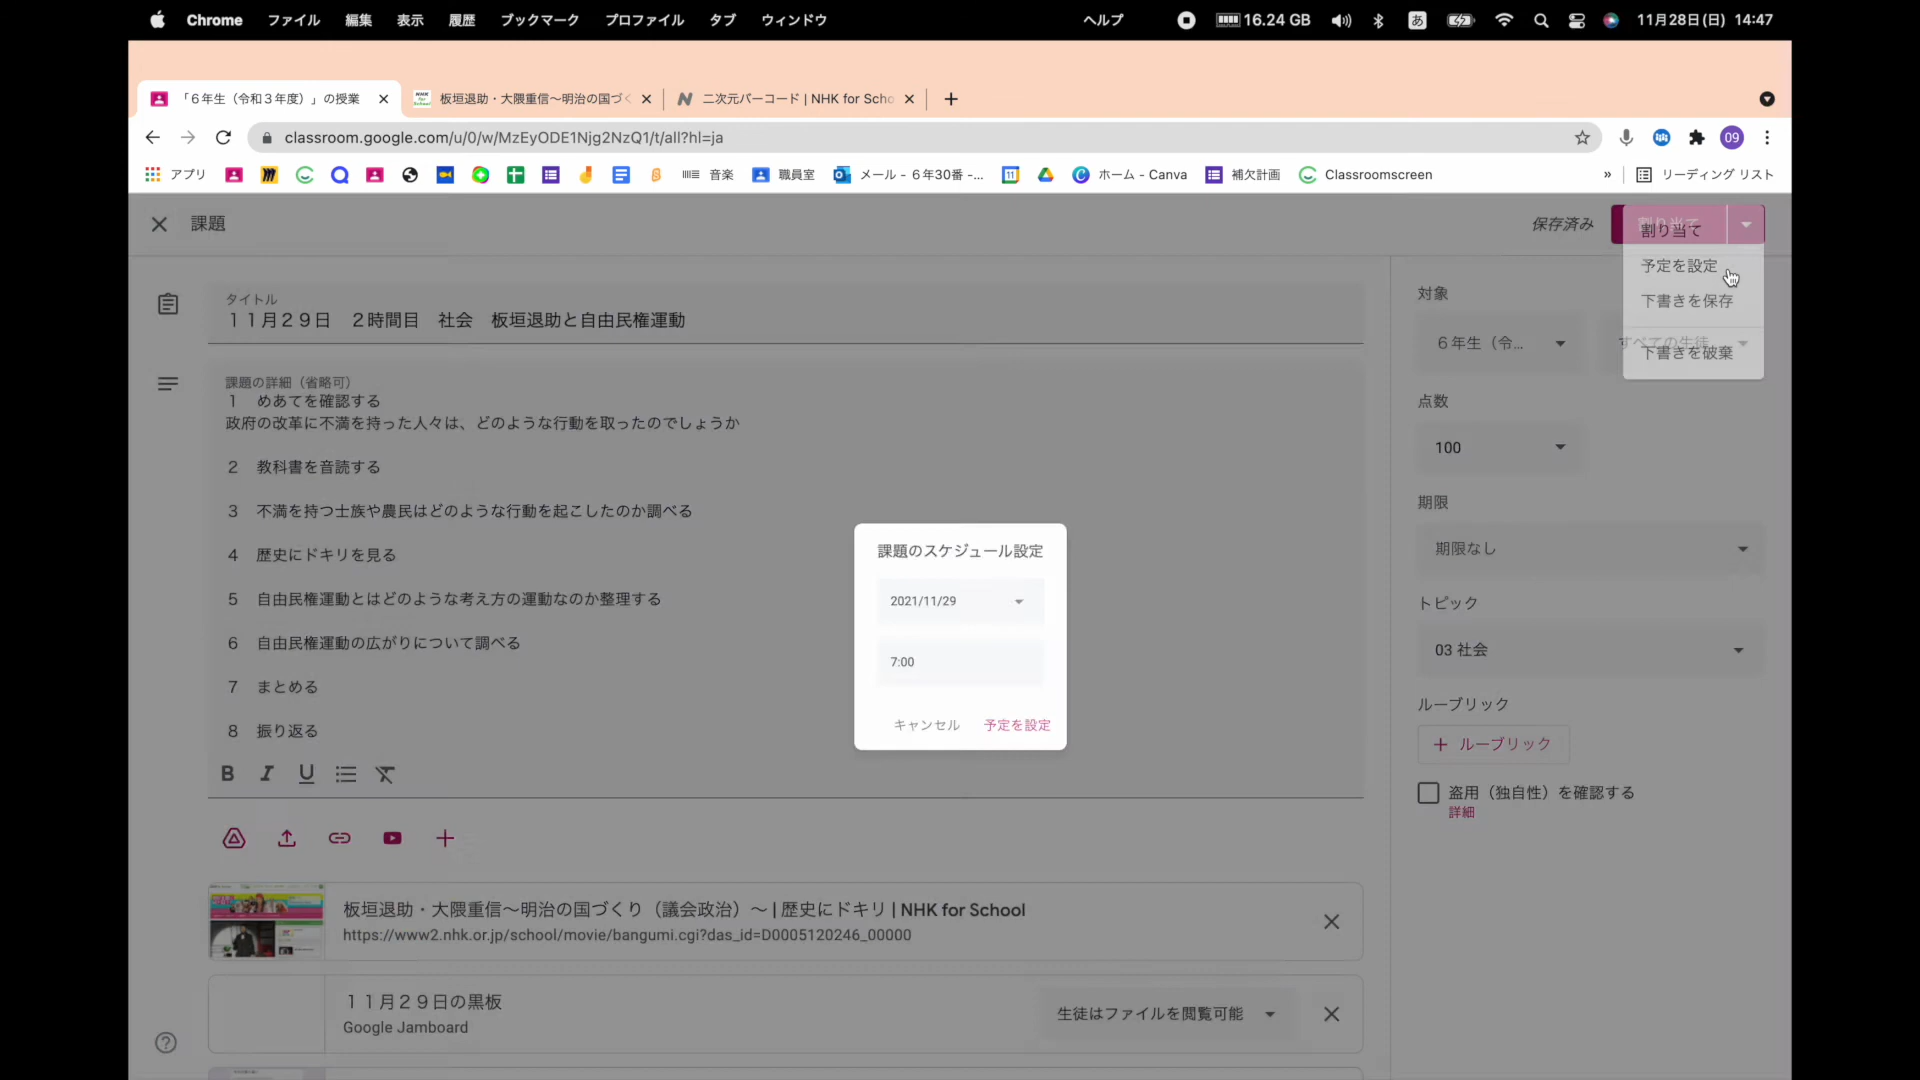 Chrome ファイル 編集 表示 履歴 ブックマーク プロファイル タブ ウィンドウ ヘルプ 16.24 GB あ 11月28日(日) 14:47
「６年生（令和３年度）」の授業 板垣退助・大隈重信〜明治の国づく 二次元バーコード | NHK for Scho
classroom.google.com/u/0/w/MzEyODE1Njg2NzQ1/t/all?hl=ja 09
アプリ 音楽 職員室 メール - ６年30番 -... ホーム - Canva 補欠計画 Classroomscreen » リーディング リスト
課題 保存済み 割り当て
割り当て
予定を設定
下書きを保存
下書きを破棄
タイトル
１１月２９日　２時間目　社会　板垣退助と自由民権運動
課題の詳細（省略可）
１　めあてを確認する
政府の改革に不満を持った人々は、どのような行動を取ったのでしょうか
２　教科書を音読する
３　不満を持つ士族や農民はどのような行動を起こしたのか調べる
４　歴史にドキリを見る
５　自由民権運動とはどのような考え方の運動なのか整理する
６　自由民権運動の広がりについて調べる
７　まとめる
８　振り返る
課題のスケジュール設定
2021/11/29
7:00
キャンセル 予定を設定
対象
６年生（令... すべての生徒
点数
100
期限
期限なし
トピック
03 社会
ルーブリック
ルーブリック
盗用（独自性）を確認する
詳細
板垣退助・大隈重信〜明治の国づくり（議会政治）〜 | 歴史にドキリ | NHK for School
https://www2.nhk.or.jp/school/movie/bangumi.cgi?das_id=D0005120246_00000
１１月２９日の黒板
Google Jamboard
生徒はファイルを閲覧可能